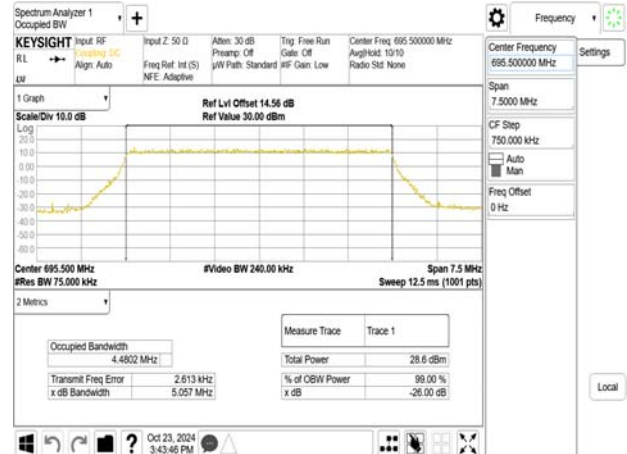 Spectrum Analyzer 1
Occupied BW
Frequency
KEYSIGHT
RL
Input: RF
Coupling: DC
Align: Auto
Input Z: 50 Ω
Freq Ref: Int (S)
NFE: Adaptive
Atten: 30 dB
Preamp: Off
µW Path: Standard
Trig: Free Run
Gate: Off
#IF Gain: Low
Center Freq: 695.500000 MHz
Avg|Hold: 10/10
Radio Std: None
Center Frequency
695.500000 MHz
Settings
Span
7.5000 MHz
CF Step
750.000 kHz
Auto
Man
Freq Offset
0 Hz
Local
1 Graph
Scale/Div 10.0 dB
Ref Lvl Offset 14.56 dB
Ref Value 30.00 dBm
Log
20.0
10.0
0.00
-10.0
-20.0
-30.0
-40.0
-50.0
-60.0
Center 695.500 MHz
#Video BW 240.00 kHz
Span 7.5 MHz
#Res BW 75.000 kHz
Sweep 12.5 ms (1001 pts)
2 Metrics
Measure Trace
Trace 1
Occupied Bandwidth
4.4802 MHz
Total Power
28.6 dBm
Transmit Freq Error
2.613 kHz
% of OBW Power
99.00 %
x dB Bandwidth
5.057 MHz
x dB
-26.00 dB
?
Oct 23, 2024
3:43:46 PM